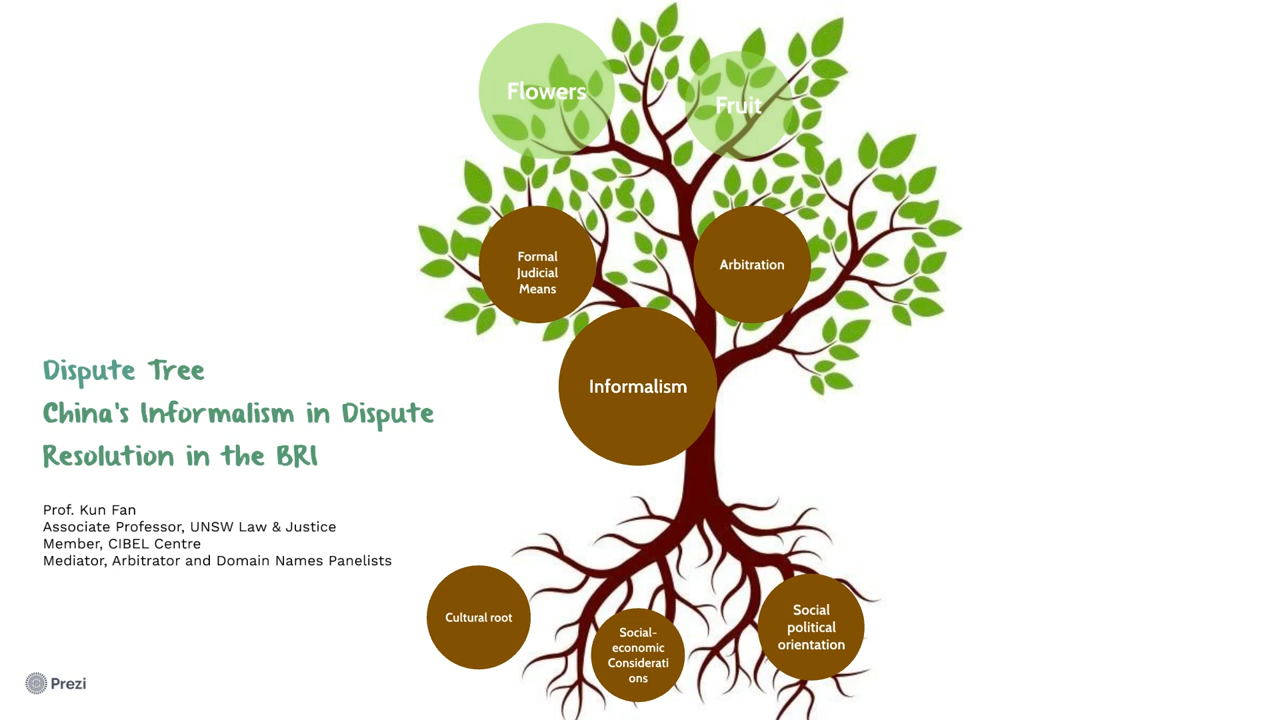 Flowers
Fruit
Formal
Judicial
Means
Arbitration
Informalism
Dispute Tree
China's Informalism in Dispute
Resolution in the BRI
Prof. Kun Fan
Associate Professor, UNSW Law & Justice
Member, CIBEL Centre
Mediator, Arbitrator and Domain Names Panelists
Cultural root
Social-
economic
Considerati
ons
Social
political
orientation
Prezi